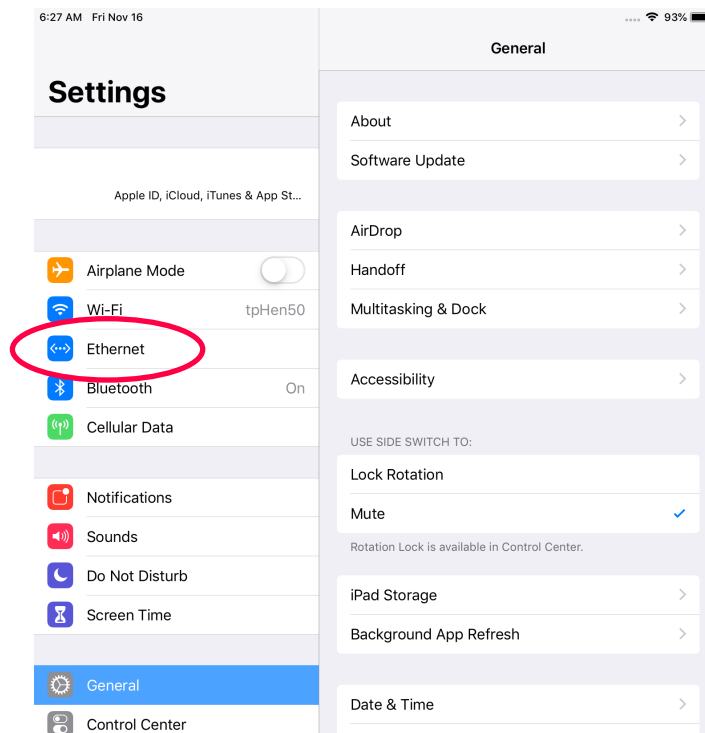 6:27 AM Fri Nov 16
93%
Settings
Apple ID, iCloud, iTunes & App St...
Airplane Mode
Wi-Fi tpHen50
Ethernet
Bluetooth On
Cellular Data
Notifications
Sounds
Do Not Disturb
Screen Time
General
Control Center
General
About
Software Update
AirDrop
Handoff
Multitasking & Dock
Accessibility
USE SIDE SWITCH TO:
Lock Rotation
Mute
Rotation Lock is available in Control Center.
iPad Storage
Background App Refresh
Date & Time